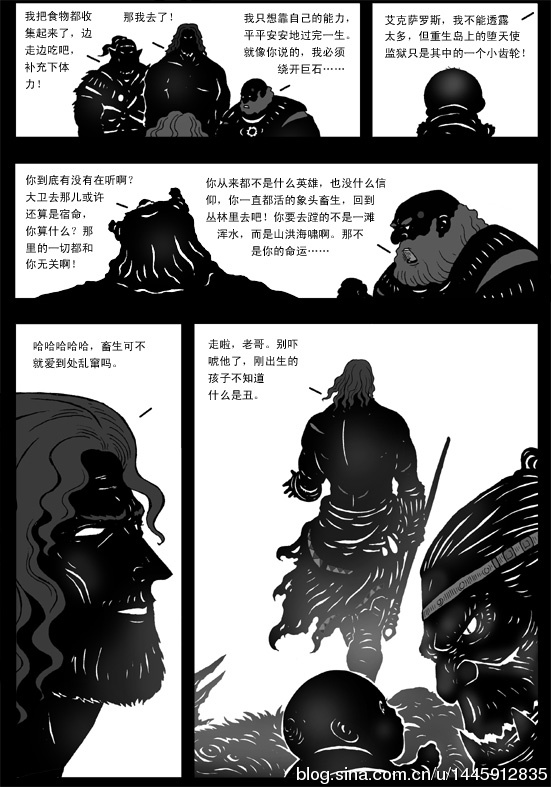 我把食物都收
集起来了，边
走边吃吧，
补充下体
力！
那我去了！
我只想靠自己的能力，
平平安安地过完一生。
就像你说的，我必须
绕开巨石……
艾克萨罗斯，我不能透露
太多，但重生岛上的堕天使
监狱只是其中的一个小齿轮！
你到底有没有在听啊？
大卫去那儿或许
还算是宿命，
你算什么？那
里的一切都和
你无关啊！
你从来都不是什么英雄，也没什么信
仰，你一直都活的象头畜生，回到
丛林里去吧！你要去蹚的不是一滩
浑水，而是山洪海啸啊。那不
是你的命运……
哈哈哈哈哈，畜生可不
就爱到处乱窜吗。
走啦，老哥。别吓
唬他了，刚出生的
孩子不知道
什么是丑。
blog.sina.com.cn/u/1445912835